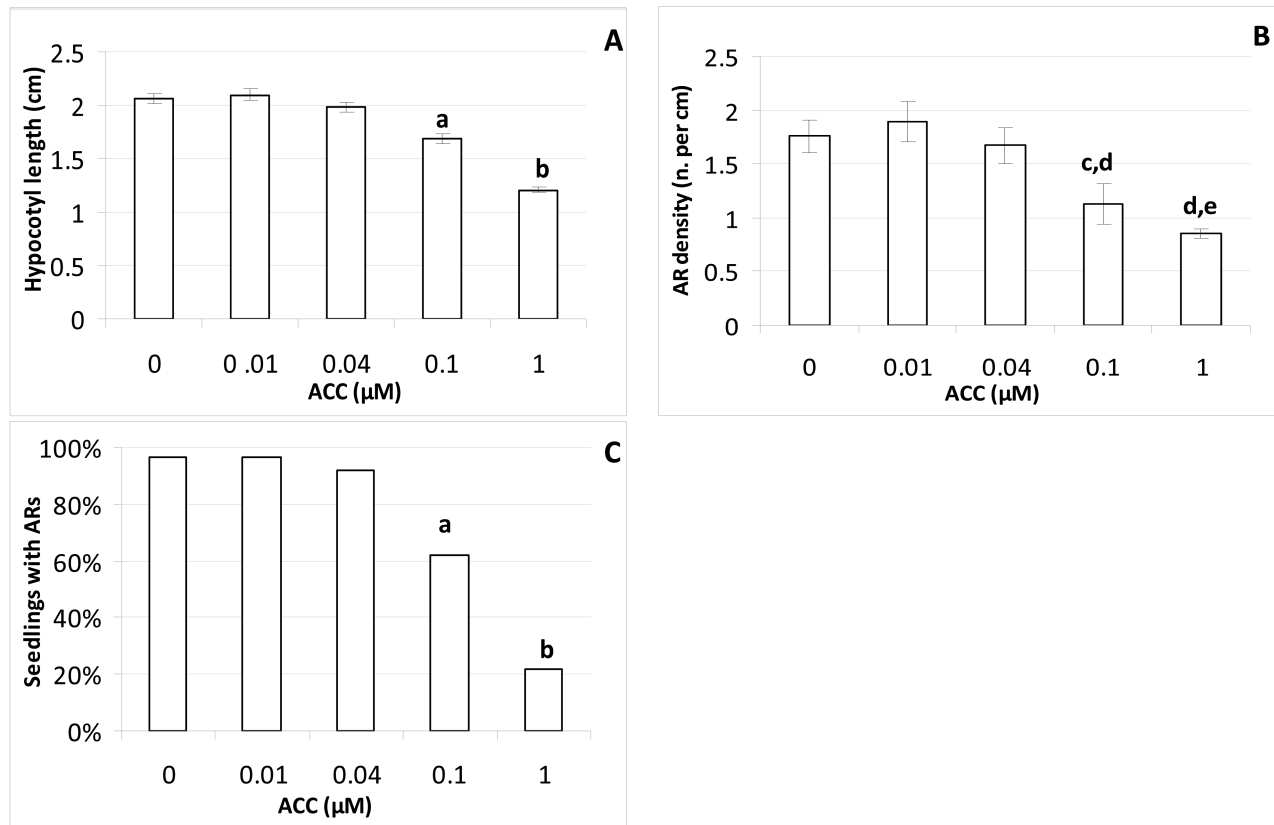 A
Hypocotyl length (cm)
2.5
2
1.5
1
0.5
0
a
b
0 0 .01 0.04 0.1 1
ACC (µM)
B
AR density (n. per cm)
2.5
2
1.5
1
0.5
0
c,d
d,e
0 0.01 0.04 0.1 1
ACC (µM)
C
Seedlings with ARs
100%
80%
60%
40%
20%
0%
a
b
0 0.01 0.04 0.1 1
ACC (µM)